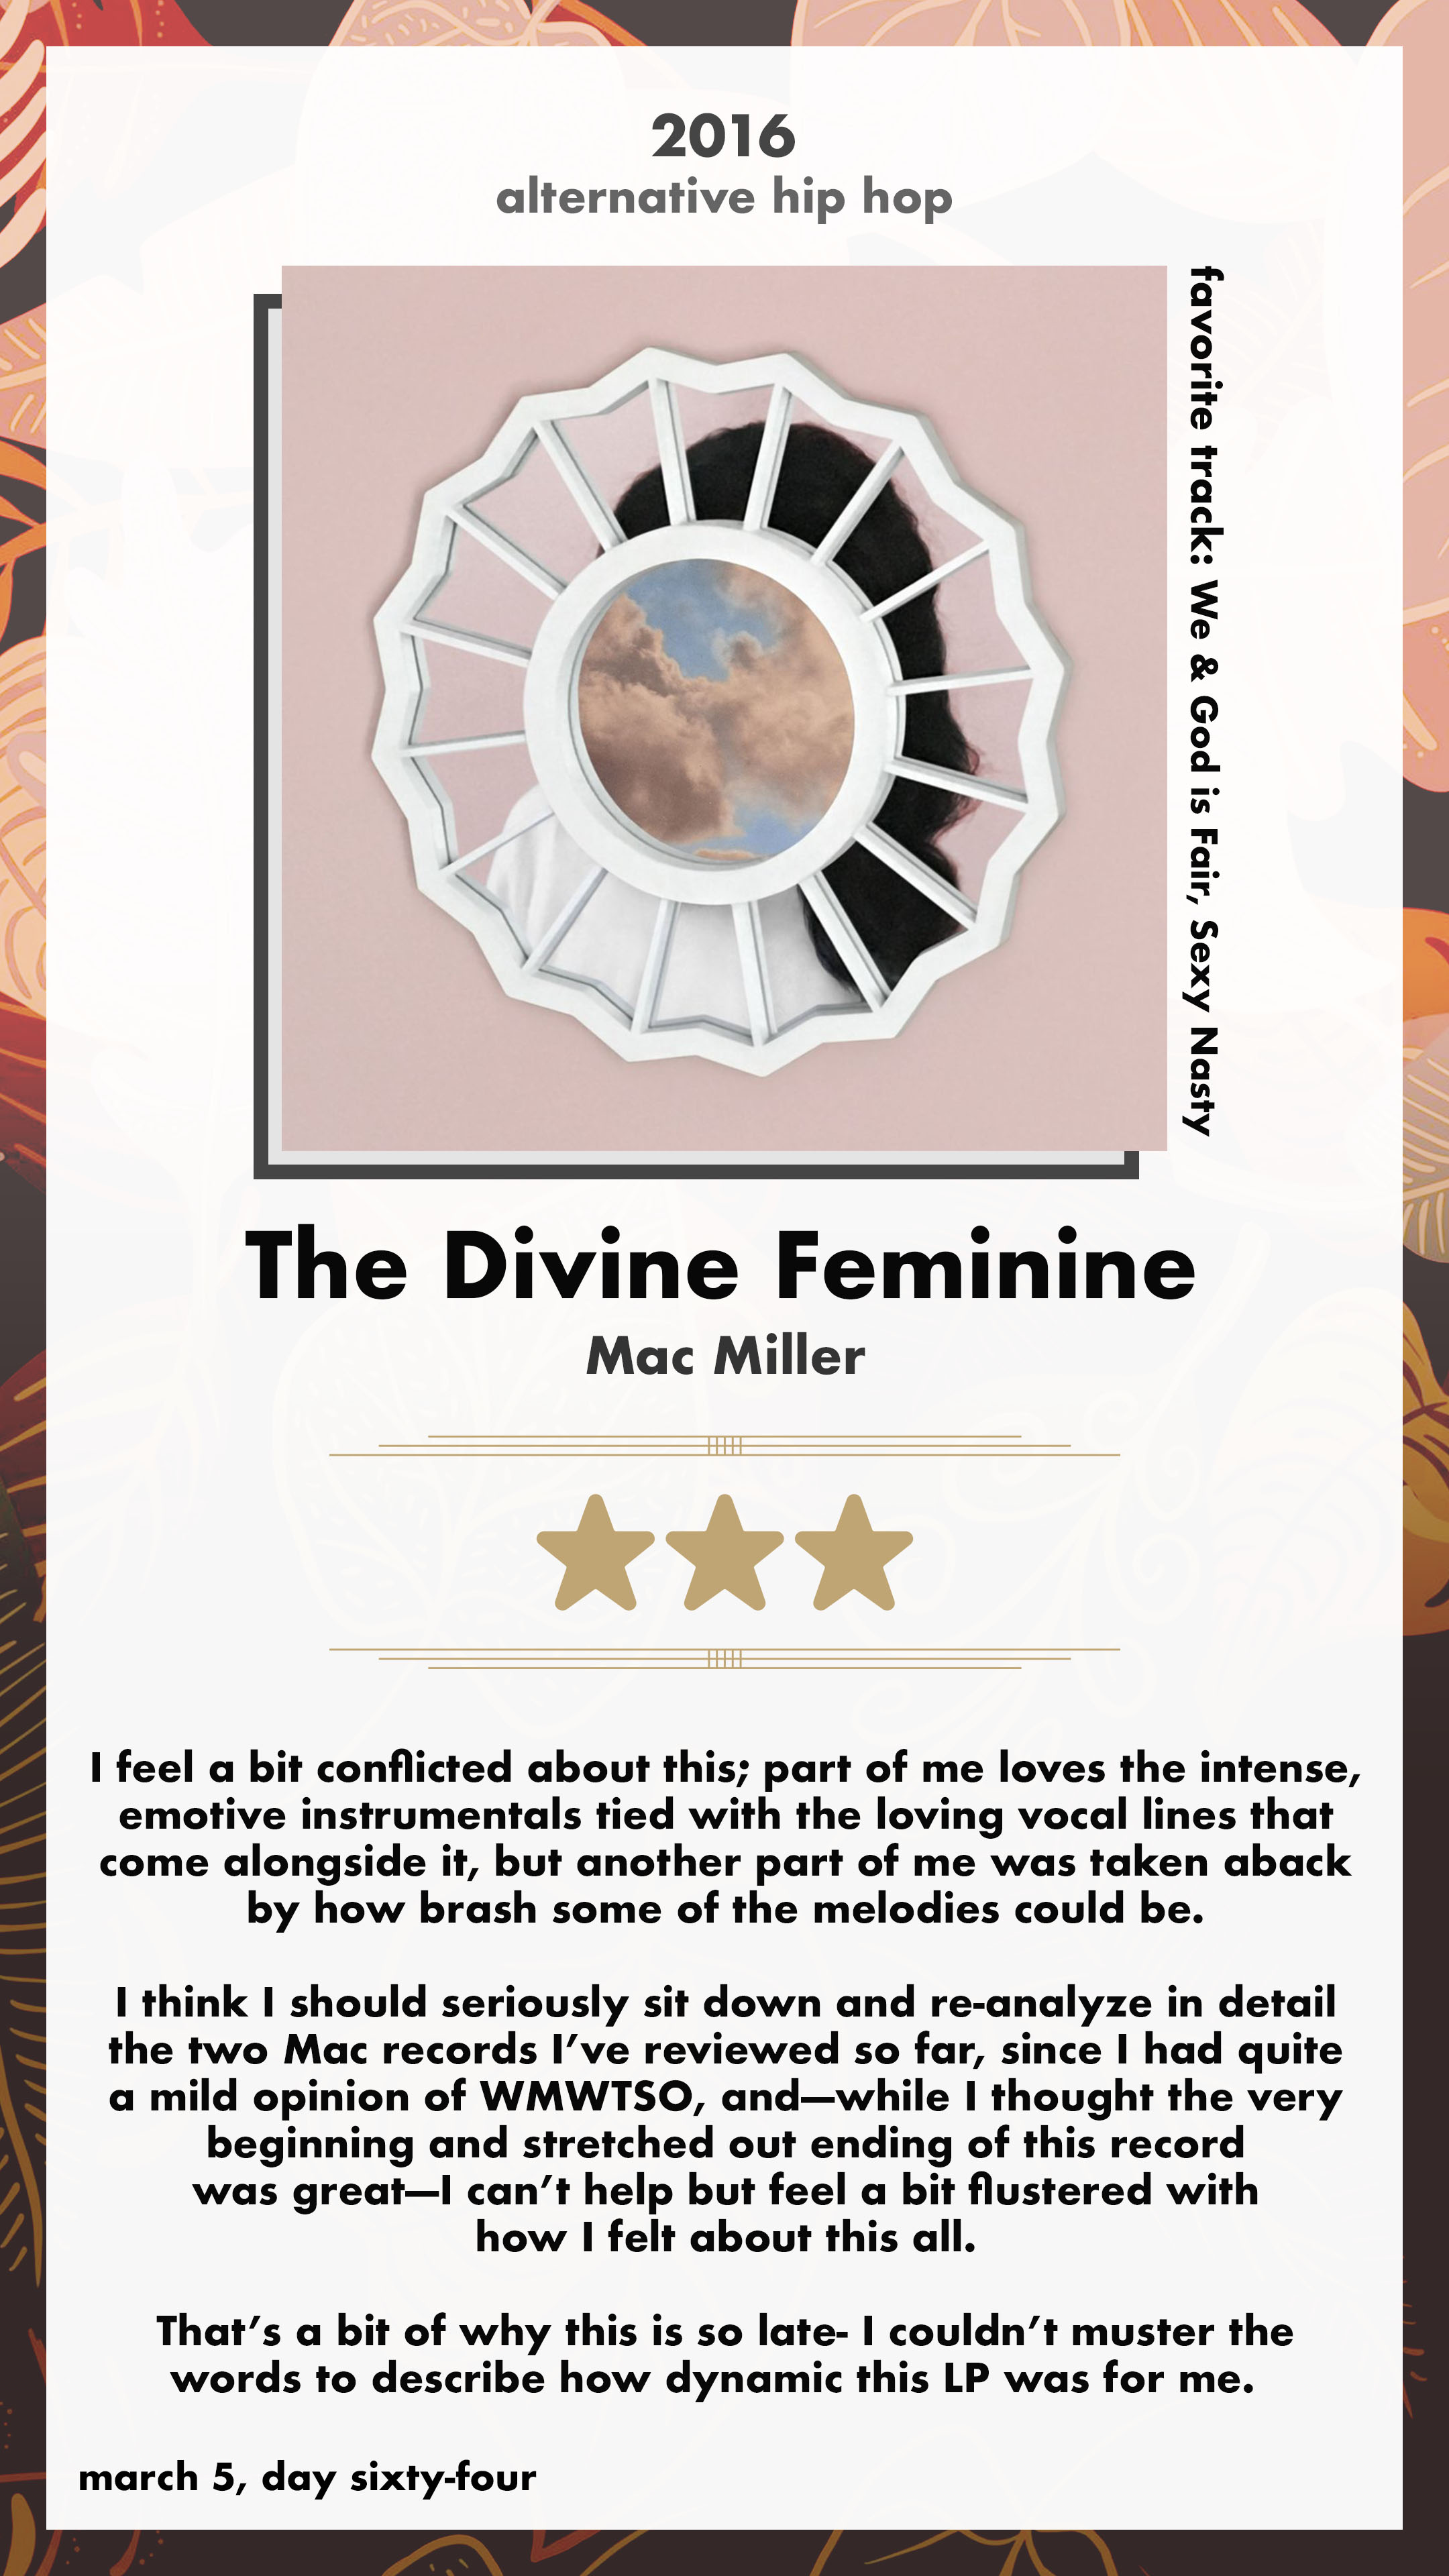 2016
alternative hip hop
favorite track: We & God is Fair, Sexy Nasty
The Divine Feminine
Mac Miller
I feel a bit conflicted about this; part of me loves the intense,
emotive instrumentals tied with the loving vocal lines that
come alongside it, but another part of me was taken aback
by how brash some of the melodies could be.
I think I should seriously sit down and re-analyze in detail
the two Mac records I’ve reviewed so far, since I had quite
a mild opinion of WMWTSO, and—while I thought the very
beginning and stretched out ending of this record
was great—I can’t help but feel a bit flustered with
how I felt about this all.
That’s a bit of why this is so late- I couldn’t muster the
words to describe how dynamic this LP was for me.
march 5, day sixty-four